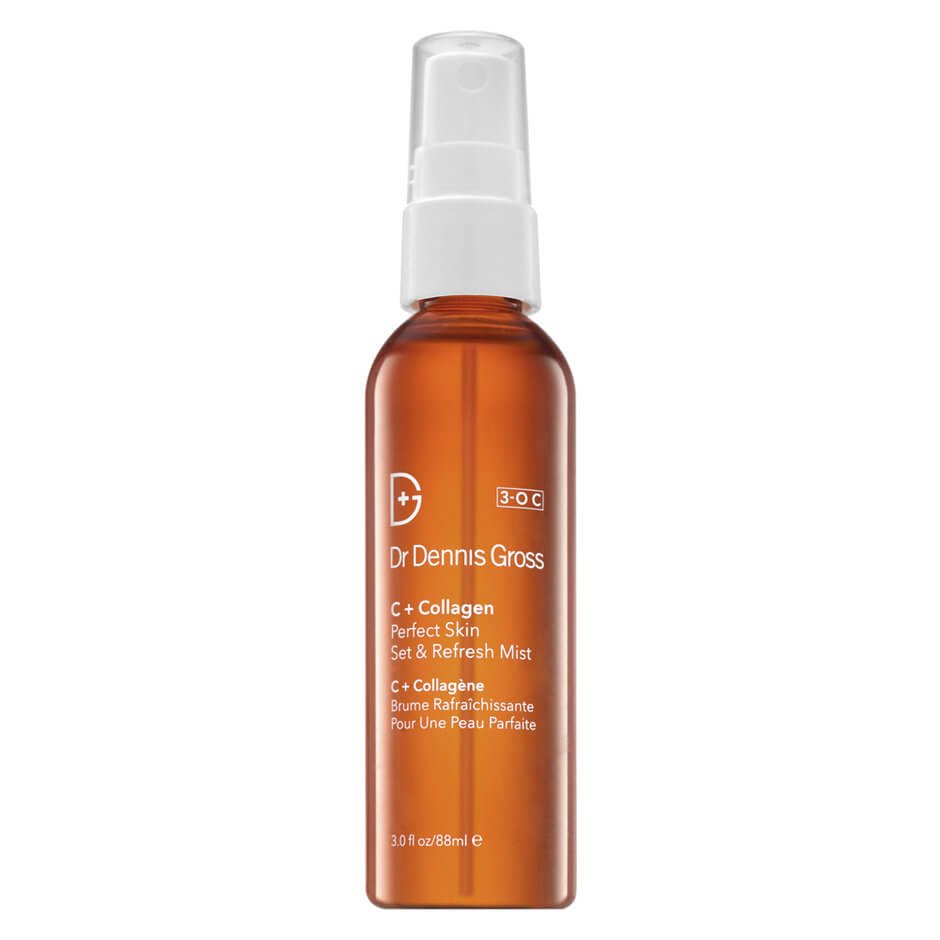 D+G
3-O C
Dr Dennis Gross
C + Collagen
Perfect Skin
Set & Refresh Mist
C + Collagène
Brume Rafraîchissante
Pour Une Peau Parfaite
3.0 fl oz/88ml ℮